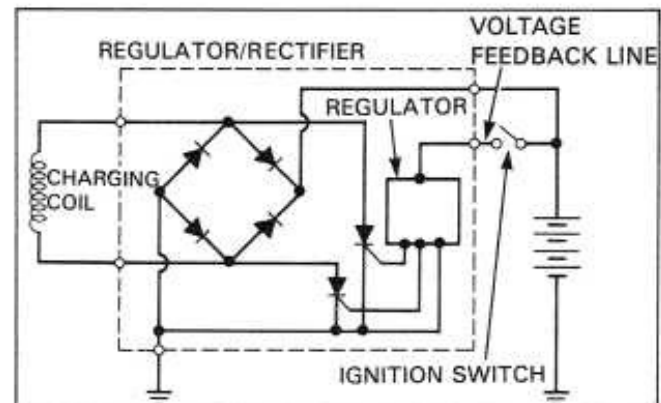 VOLTAGE
FEEDBACK LINE
REGULATOR/RECTIFIER
REGULATOR
CHARGING
COIL
IGNITION SWITCH